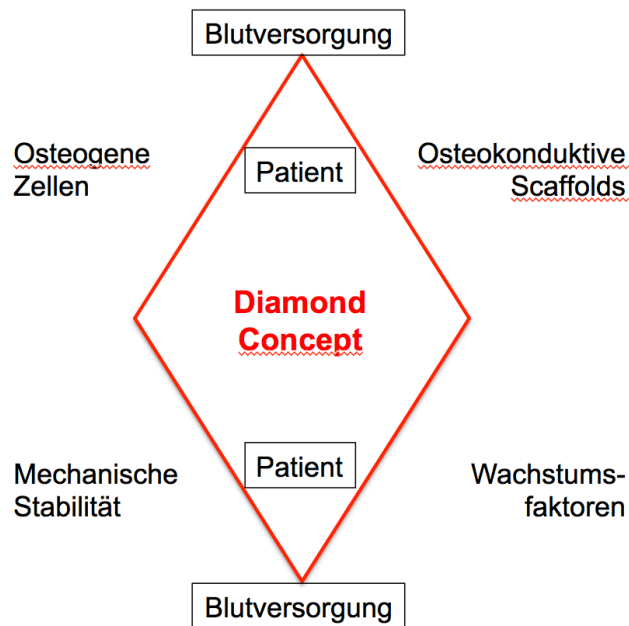 Blutversorgung
Osteogene
Zellen
Patient
Osteokonduktive
Scaffolds
Diamond
Concept
Mechanische
Stabilität
Patient
Wachstums-
faktoren
Blutversorgung